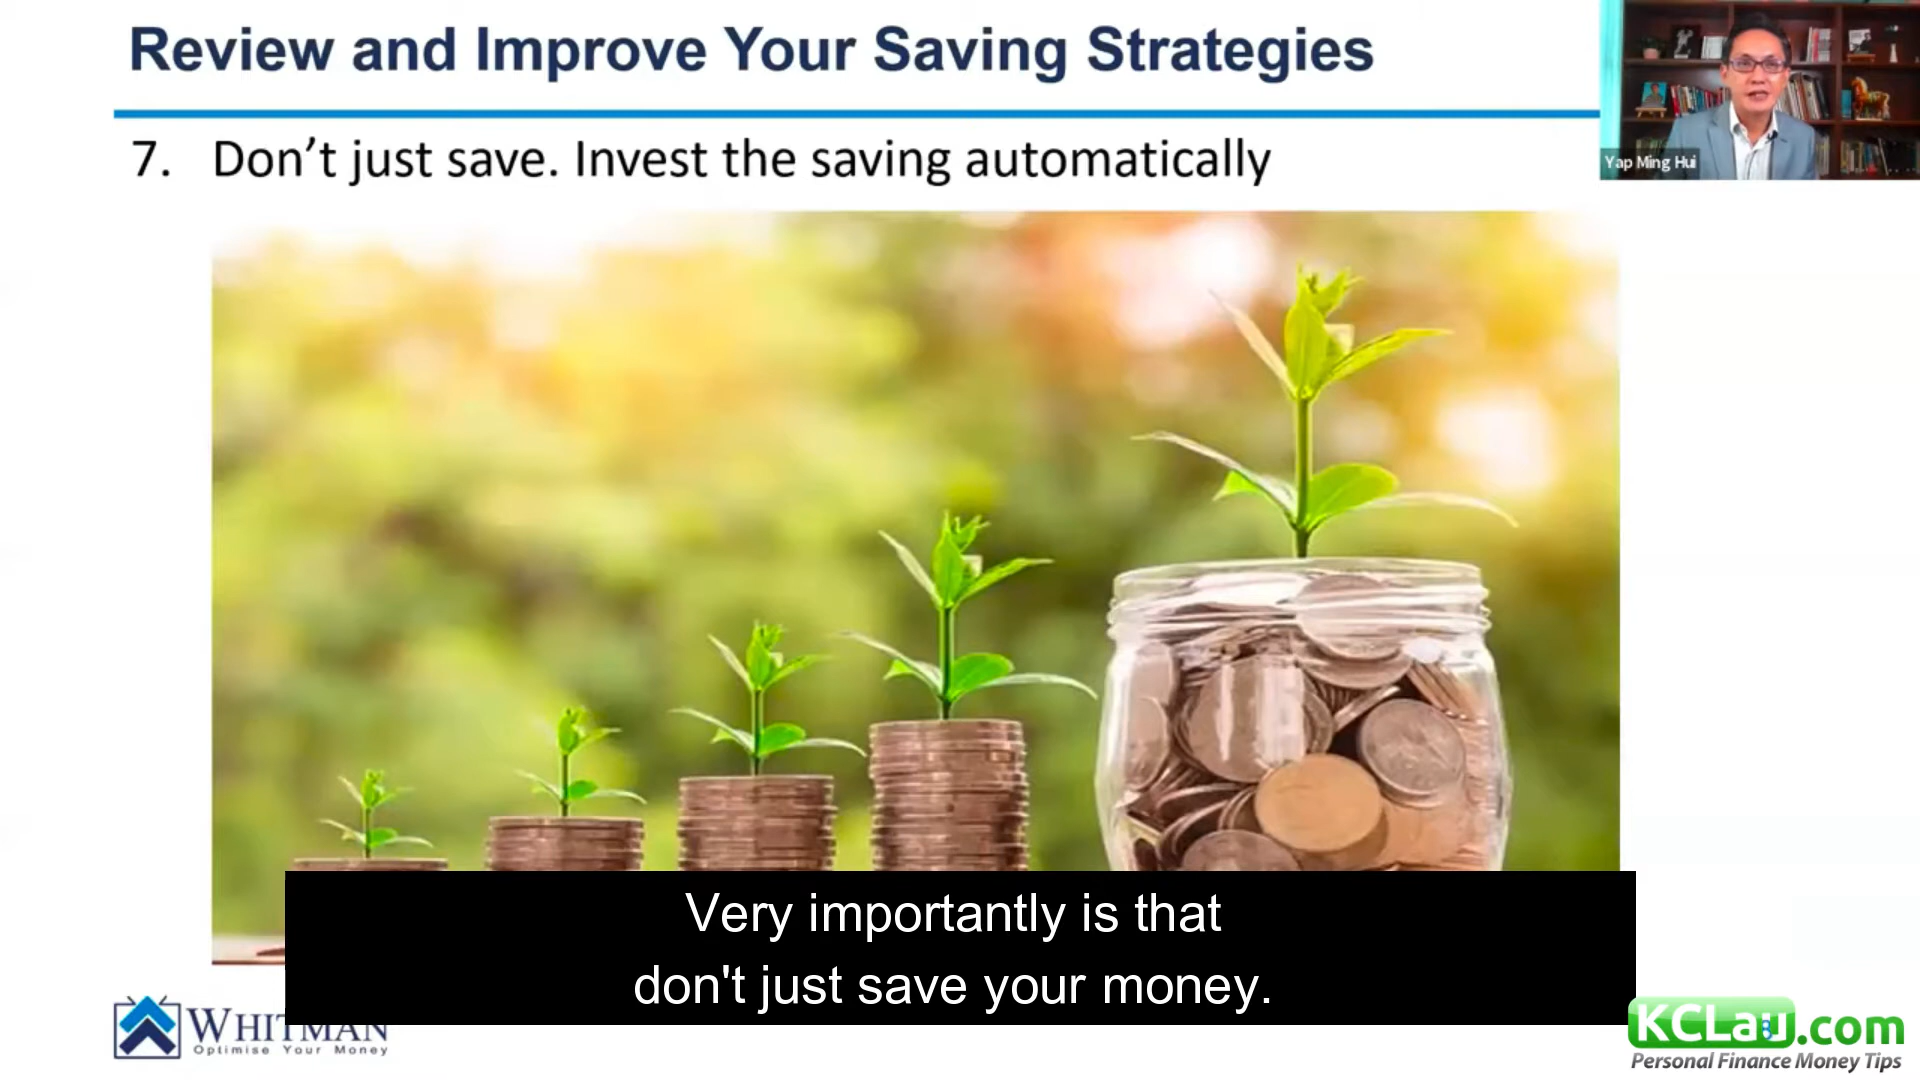 Review and Improve Your Saving Strategies
7. Don’t just save. Invest the saving automatically
Yap Ming Hui
Very importantly is that
don't just save your money.
WHITMAN
Optimise Your Money
8
KCLau.com
Personal Finance Money Tips